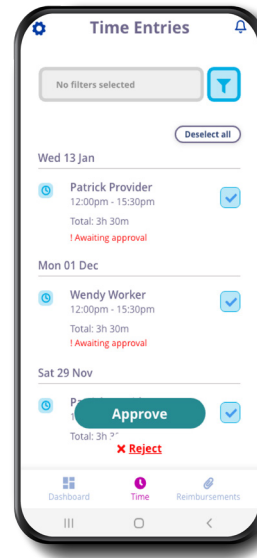 Time Entries
No filters selected
Deselect all
Wed 13 Jan
Patrick Provider
12:00pm - 15:30pm
Total: 3h 30m
! Awaiting approval
Mon 01 Dec
Wendy Worker
12:00pm - 15:30pm
Total: 3h 30m
! Awaiting approval
Sat 29 Nov
Approve
Total: 3h
× Reject
Dashboard
Time
Reimbursements